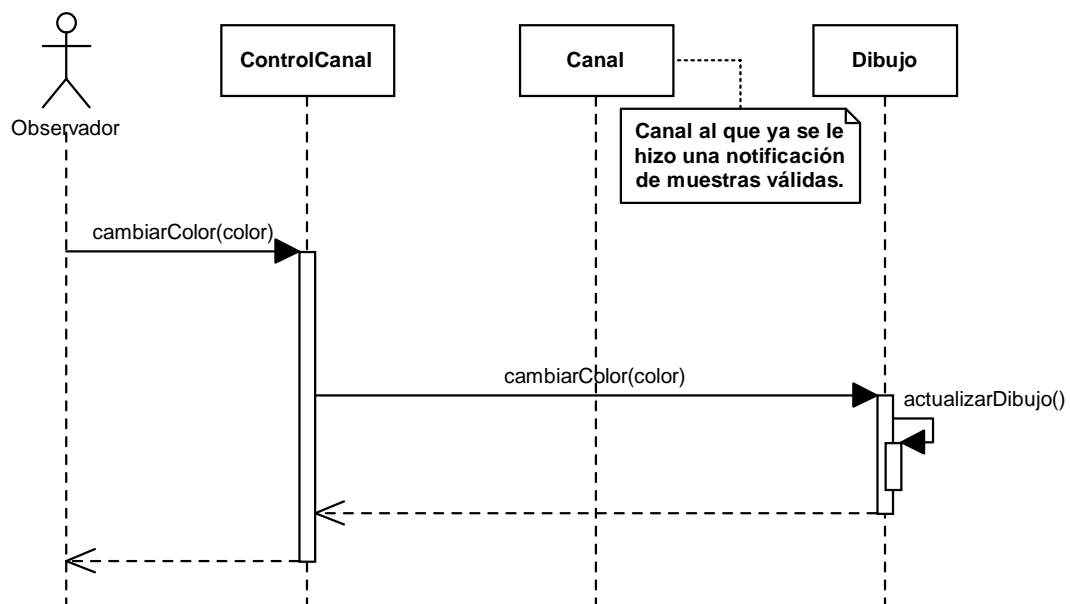 ControlCanal
Canal
Dibujo
Observador
Canal al que ya se le
hizo una notificación
de muestras válidas.
cambiarColor(color)
cambiarColor(color)
actualizarDibujo()